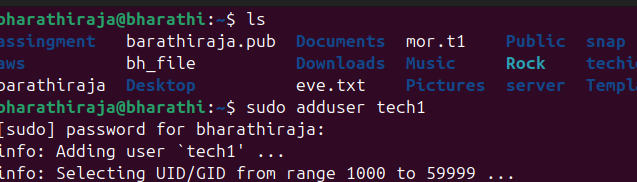 bharathiraja@bharathi:~$ ls
assingment barathiraja.pub Documents mor.t1 Public snap
aws bh_file Downloads Music Rock techi
barathiraja Desktop eve.txt Pictures server Templ
bharathiraja@bharathi:~$ sudo adduser tech1
[sudo] password for bharathiraja:
info: Adding user `tech1' ...
info: Selecting UID/GID from range 1000 to 59999 ...